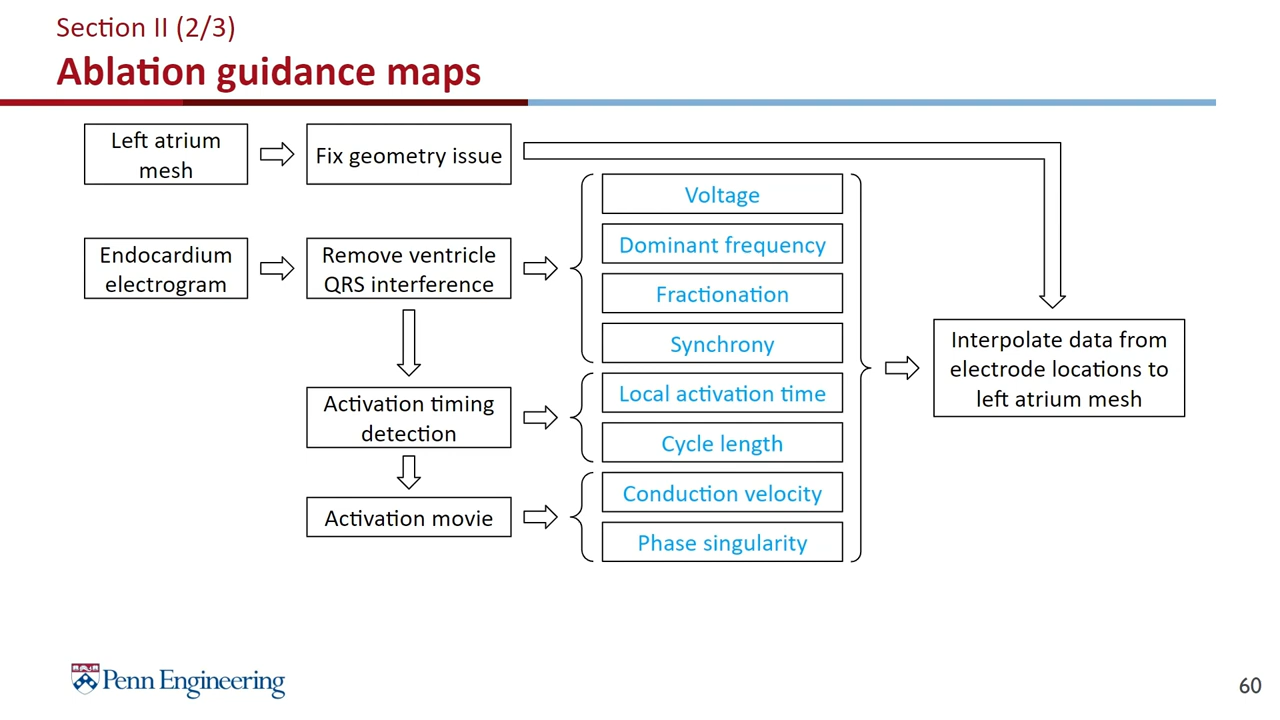 Section II (2/3)
Ablation guidance maps
Left atrium
mesh
Fix geometry issue
Endocardium
electrogram
Remove ventricle
QRS interference
Activation timing
detection
Activation movie
Voltage
Dominant frequency
Fractionation
Synchrony
Local activation time
Cycle length
Conduction velocity
Phase singularity
Interpolate data from
electrode locations to
left atrium mesh
Penn Engineering
60